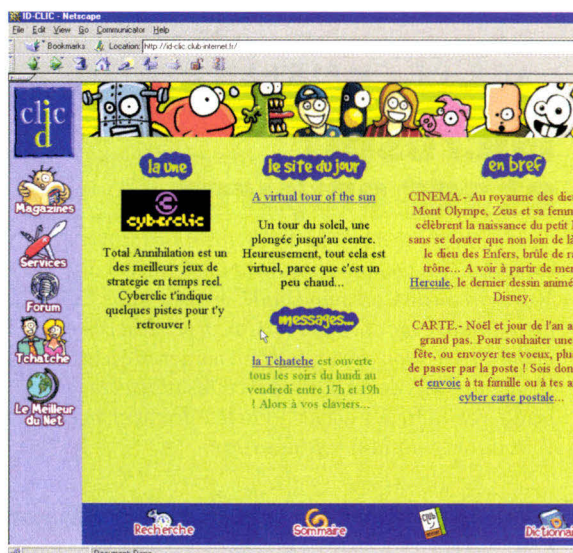 ID-CLIC - Netscape
File Edit View Go Communicator Help
Bookmarks Location: http://id-clic.club-internet.fr/
clic
d
Magazines
Services
Forum
Tchatche
Le Meilleur
du Net
la une
cyberclic
Total Annihilation est un
des meilleurs jeux de
strategie en temps reel.
Cyberclic t'indique
quelques pistes pour t'y
retrouver !
le site du jour
A virtual tour of the sun
Un tour du soleil, une
plongée jusqu'au centre.
Heureusement, tout cela est
virtuel, parce que c'est un
peu chaud...
messages...
la Tchatche est ouverte
tous les soirs du lundi au
vendredi entre 17h et 19h
! Alors à vos claviers...
en bref
CINEMA.- Au royaume des die
Mont Olympe, Zeus et sa femm
célèbrent la naissance du petit
sans se douter que non loin de là
le dieu des Enfers, brûle de ra
trône... A voir à partir de mer
Hercule, le dernier dessin animé
Disney.
CARTE.- Noël et jour de l'an a
grand pas. Pour souhaiter une
fête, ou envoyer tes voeux, plu
de passer par la poste ! Sois don
et envoie à ta famille ou à tes a
cyber carte postale...
Recherche
Sommaire
CLUB
Dictionna
Document: Done